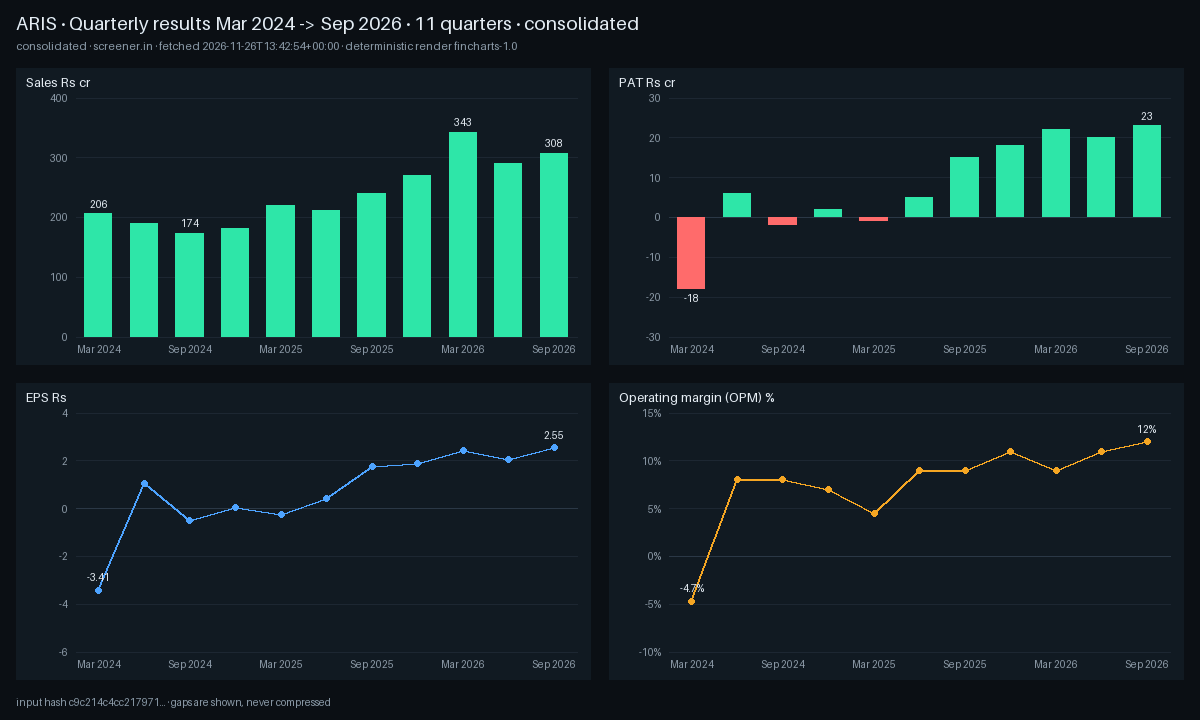 ARIS · Quarterly results Mar 2024 -> Sep 2026 · 11 quarters · consolidated
consolidated · screener.in · fetched 2026-11-26T13:42:54+00:00 · deterministic render fincharts-1.0
Sales Rs cr
400
300
200
100
0
206
174
343
308
Mar 2024
Sep 2024
Mar 2025
Sep 2025
Mar 2026
Sep 2026
PAT Rs cr
30
20
10
0
-10
-20
-30
-18
23
Mar 2024
Sep 2024
Mar 2025
Sep 2025
Mar 2026
Sep 2026
EPS Rs
4
2
0
-2
-4
-6
-3.41
2.55
Mar 2024
Sep 2024
Mar 2025
Sep 2025
Mar 2026
Sep 2026
Operating margin (OPM) %
15%
10%
5%
0%
-5%
-10%
-4.7%
12%
Mar 2024
Sep 2024
Mar 2025
Sep 2025
Mar 2026
Sep 2026
input hash c9c214c4cc217971... · gaps are shown, never compressed